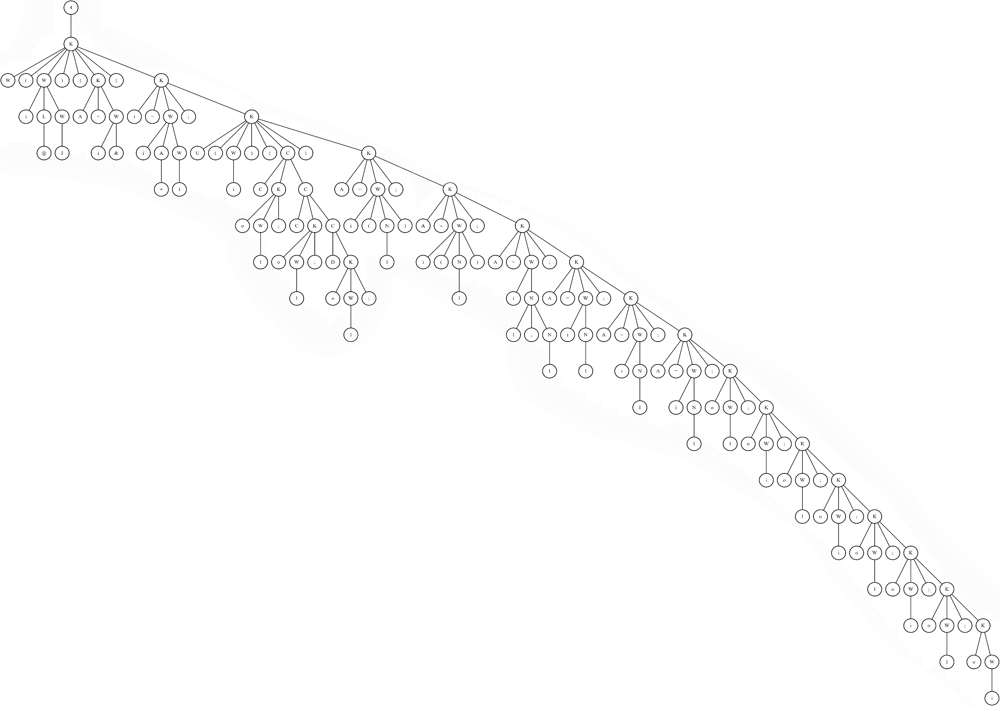 4
K
W ( W ) { K } K
i L W A = W i = W ; K
@ l i & i A W U ( W ) { C } K
+ l i C K C A = W ; K
o W ; C K C i ( N ) A = W ; K
l o W ; D K l i ( N ) A = W ; K
l o W ; l i N A = W ; K
l l , N i N A = W ; K
l l i N A = W ; K
l i N o W ; K
l l o W ; K
i o W ; K
l o W ; K
i o W ; K
l o W ; K
i o W ; K
l o W
i